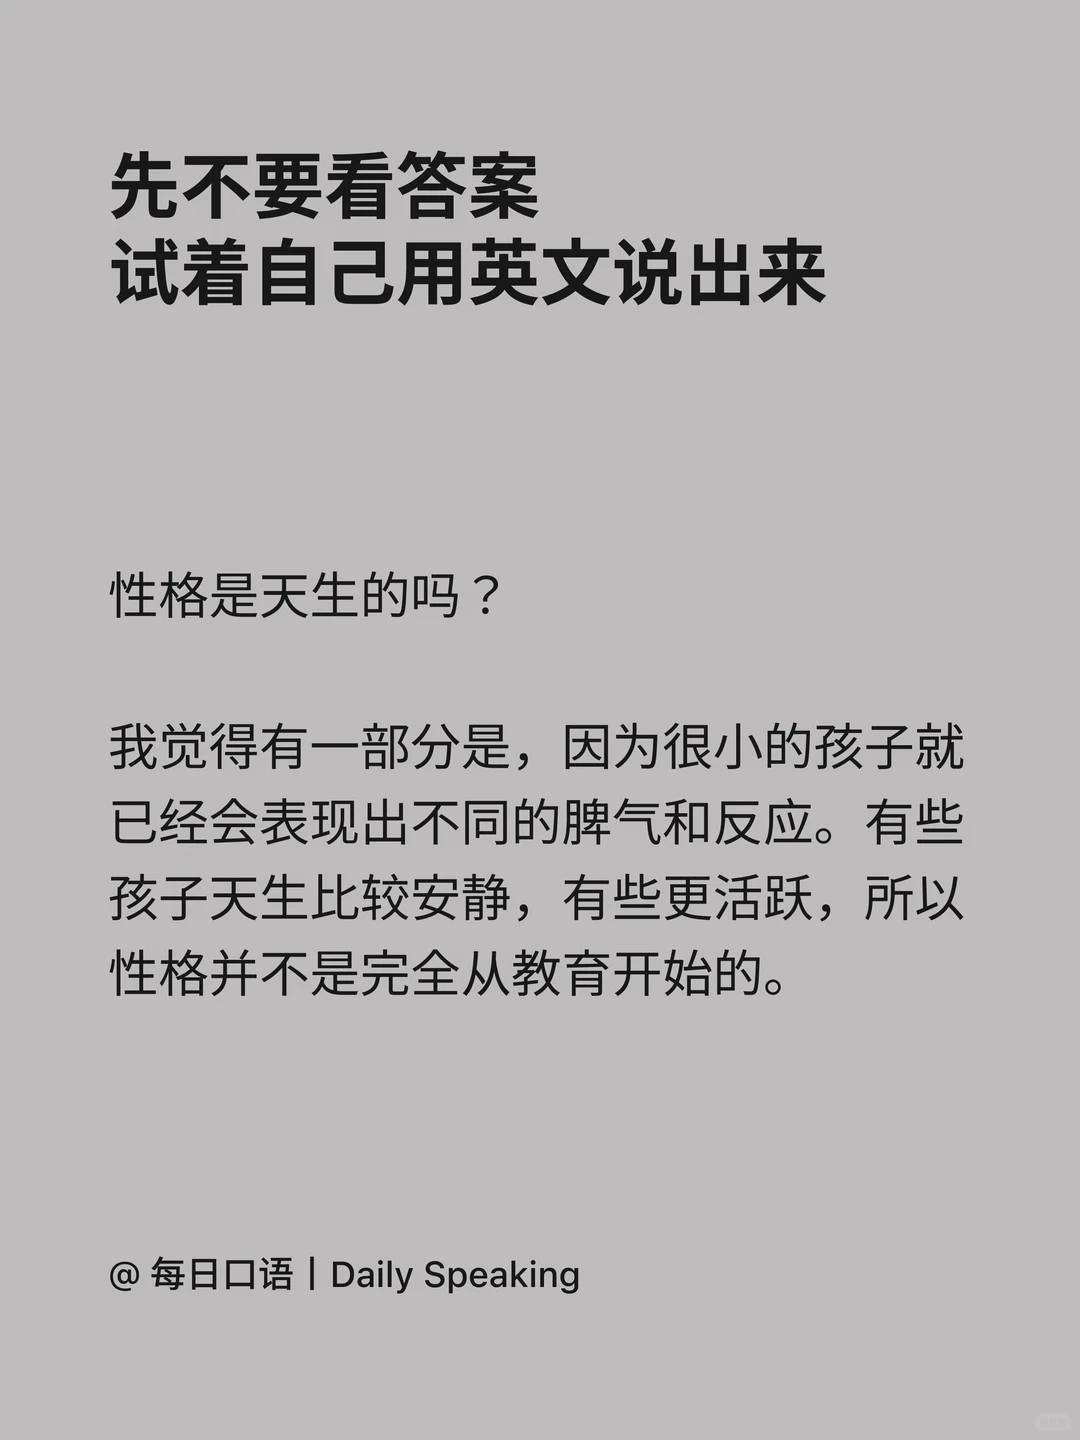 先不要看答案
试着自己用英文说出来
性格是天生的吗？
我觉得有一部分是，因为很小的孩子就
已经会表现出不同的脾气和反应。有些
孩子天生比较安静，有些更活跃，所以
性格并不是完全从教育开始的。
@ 每日口语丨Daily Speaking